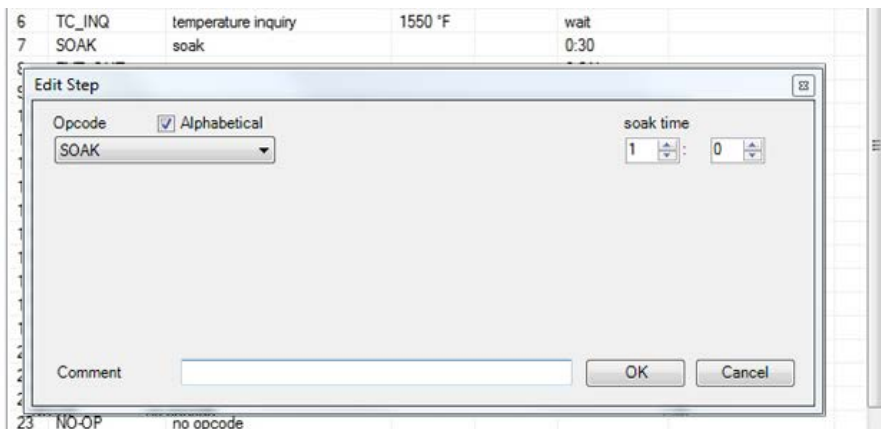 6 TC_INQ temperature inquiry 1550 °F wait
7 SOAK soak 0:30
Edit Step
Opcode Alphabetical soak time
SOAK 1 : 0
Comment OK Cancel
23 NO-OP no opcode